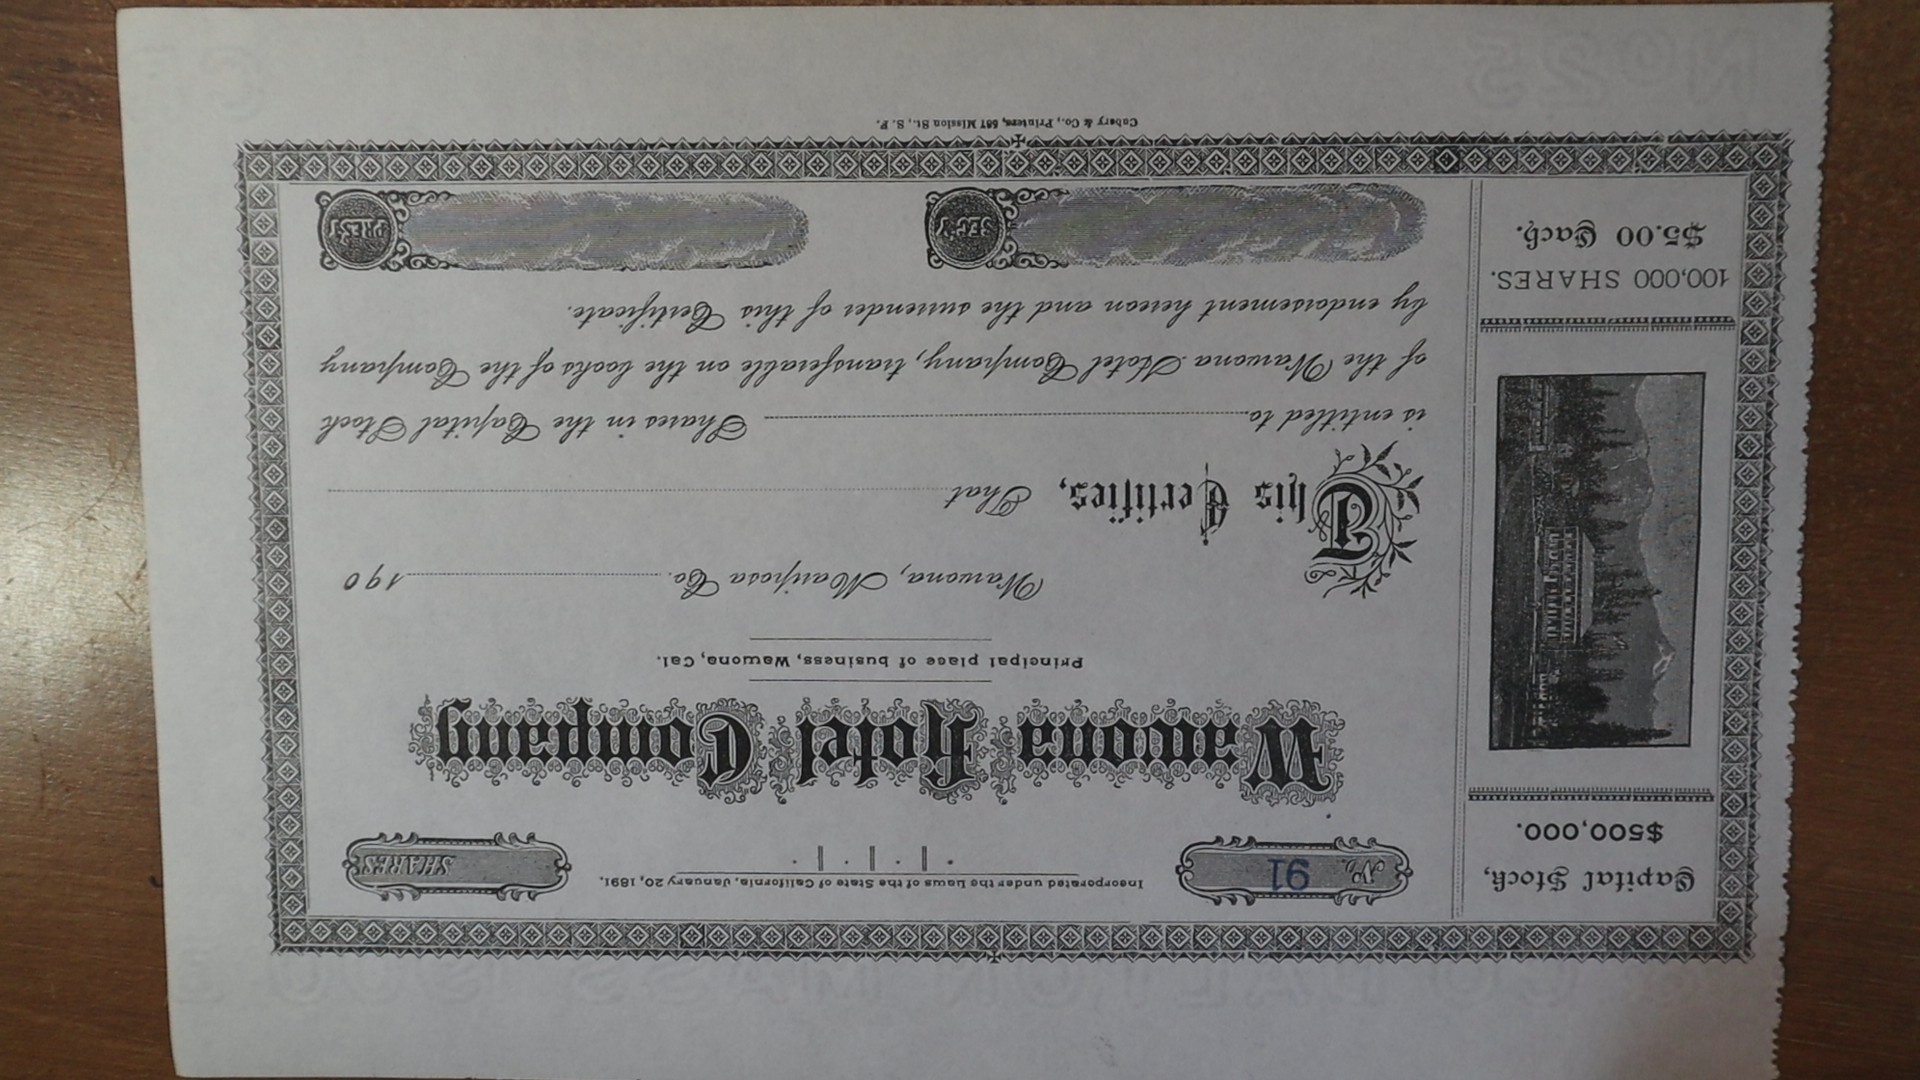 Capital Stock,
$500,000.
100,000 SHARES.
$5.00 Each.
No. 91
Incorporated under the Laws of the State of California, January 20, 1891.
SHARES
Wawona Hotel Company
Principal place of business, Wawona, Cal.
Wawona, Mariposa Co. 190
This Certifies, That
is entitled to Shares in the Capital Stock
of the Wawona Hotel Company, transferable on the books of the Company
by endorsement hereon and the surrender of this Certificate.
SEC'Y
PRES'T
Cubery & Co., Printers, 587 Mission St., S. F.